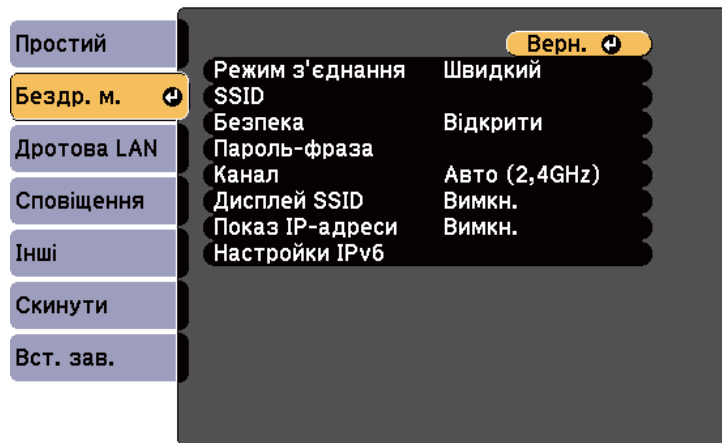 Простий
Бездр. м.
Дротова LAN
Сповіщення
Інші
Скинути
Вст. зав.
Верн.
Режим з'єднання Швидкий
SSID
Безпека Відкрити
Пароль-фраза
Канал Авто (2,4GHz)
Дисплей SSID Вимкн.
Показ IP-адреси Вимкн.
Настройки IPv6